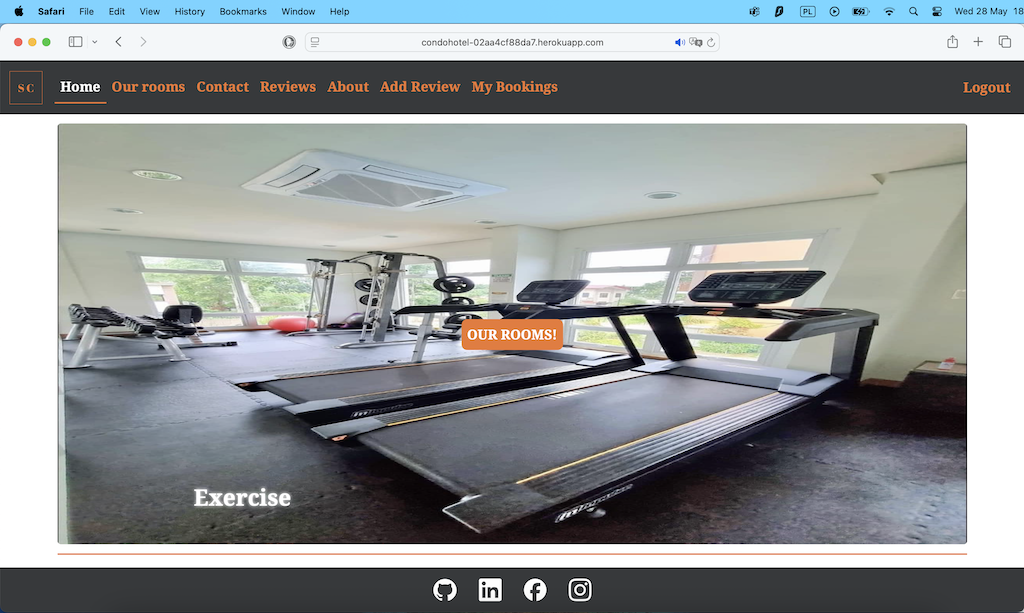 Safari File Edit View History Bookmarks Window Help PL Wed 28 May 18
condohotel-02aa4cf88da7.herokuapp.com
SC Home Our rooms Contact Reviews About Add Review My Bookings Logout
OUR ROOMS!
Exercise